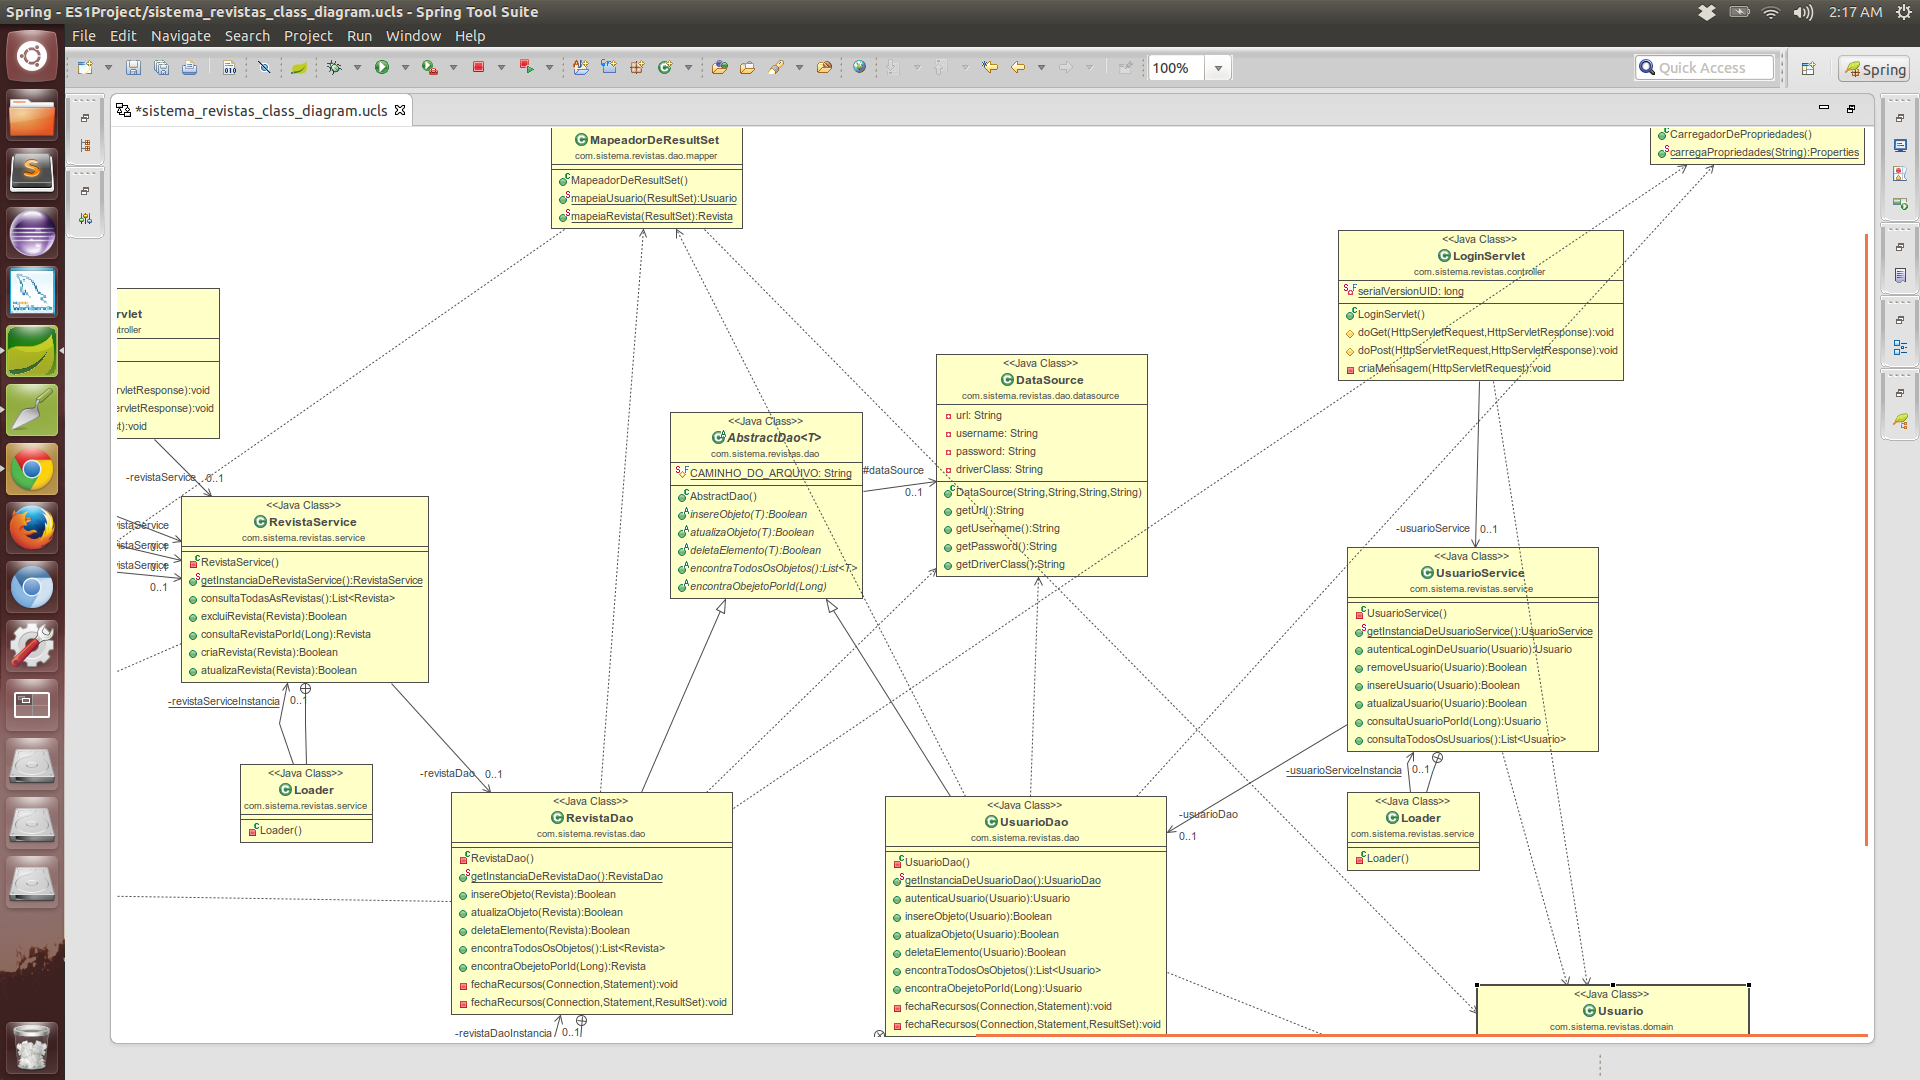 Spring - ES1Project/sistema_revistas_class_diagram.ucls - Spring Tool Suite
2:17 AM
File Edit Navigate Search Project Run Window Help
100%
Quick Access
Spring
*sistema_revistas_class_diagram.ucls
MapeadorDeResultSet
com.sistema.revistas.dao.mapper
MapeadorDeResultSet()
mapeiaUsuario(ResultSet):Usuario
mapeiaRevista(ResultSet):Revista
CarregadorDePropriedades()
carregaPropriedades(String):Properties
<<Java Class>>
LoginServlet
com.sistema.revistas.controller
serialVersionUID: long
LoginServlet()
doGet(HttpServletRequest,HttpServletResponse):void
doPost(HttpServletRequest,HttpServletResponse):void
criaMensagem(HttpServletRequest):void
rvlet
troller
rvletResponse):void
ervletResponse):void
st):void
-revistaService
0..1
<<Java Class>>
DataSource
com.sistema.revistas.dao.datasource
url: String
username: String
password: String
driverClass: String
DataSource(String,String,String,String)
getUrl():String
getUsername():String
getPassword():String
getDriverClass():String
<<Java Class>>
AbstractDao<T>
com.sistema.revistas.dao
CAMINHO_DO_ARQUIVO: String
AbstractDao()
insereObjeto(T):Boolean
atualizaObjeto(T):Boolean
deletaElemento(T):Boolean
encontraTodosOsObjetos():List<T>
encontraObejetoPorId(Long)
#dataSource
0..1
<<Java Class>>
RevistaService
com.sistema.revistas.service
RevistaService()
getInstanciaDeRevistaService():RevistaService
consultaTodasAsRevistas():List<Revista>
excluiRevista(Revista):Boolean
consultaRevistaPorId(Long):Revista
criaRevista(Revista):Boolean
atualizaRevista(Revista):Boolean
vistaService
vistaService
0..1
vistaService
0..1
0..1
-revistaServiceInstancia
0..1
<<Java Class>>
Loader
com.sistema.revistas.service
Loader()
-revistaDao
0..1
-usuarioService
0..1
<<Java Class>>
UsuarioService
com.sistema.revistas.service
UsuarioService()
getInstanciaDeUsuarioService():UsuarioService
autenticaLoginDeUsuario(Usuario):Usuario
removeUsuario(Usuario):Boolean
insereUsuario(Usuario):Boolean
atualizaUsuario(Usuario):Boolean
consultaUsuarioPorId(Long):Usuario
consultaTodosOsUsuarios():List<Usuario>
-usuarioServiceInstancia
0..1
<<Java Class>>
Loader
com.sistema.revistas.service
Loader()
-usuarioDao
0..1
<<Java Class>>
RevistaDao
com.sistema.revistas.dao
RevistaDao()
getInstanciaDeRevistaDao():RevistaDao
insereObjeto(Revista):Boolean
atualizaObjeto(Revista):Boolean
deletaElemento(Revista):Boolean
encontraTodosOsObjetos():List<Revista>
encontraObejetoPorId(Long):Revista
fechaRecursos(Connection,Statement):void
fechaRecursos(Connection,Statement,ResultSet):void
-revistaDaoInstancia
0..1
<<Java Class>>
UsuarioDao
com.sistema.revistas.dao
UsuarioDao()
getInstanciaDeUsuarioDao():UsuarioDao
autenticaUsuario(Usuario):Usuario
insereObjeto(Usuario):Boolean
atualizaObjeto(Usuario):Boolean
deletaElemento(Usuario):Boolean
encontraTodosOsObjetos():List<Usuario>
encontraObejetoPorId(Long):Usuario
fechaRecursos(Connection,Statement):void
fechaRecursos(Connection,Statement,ResultSet):void
<<Java Class>>
Usuario
com.sistema.revistas.domain